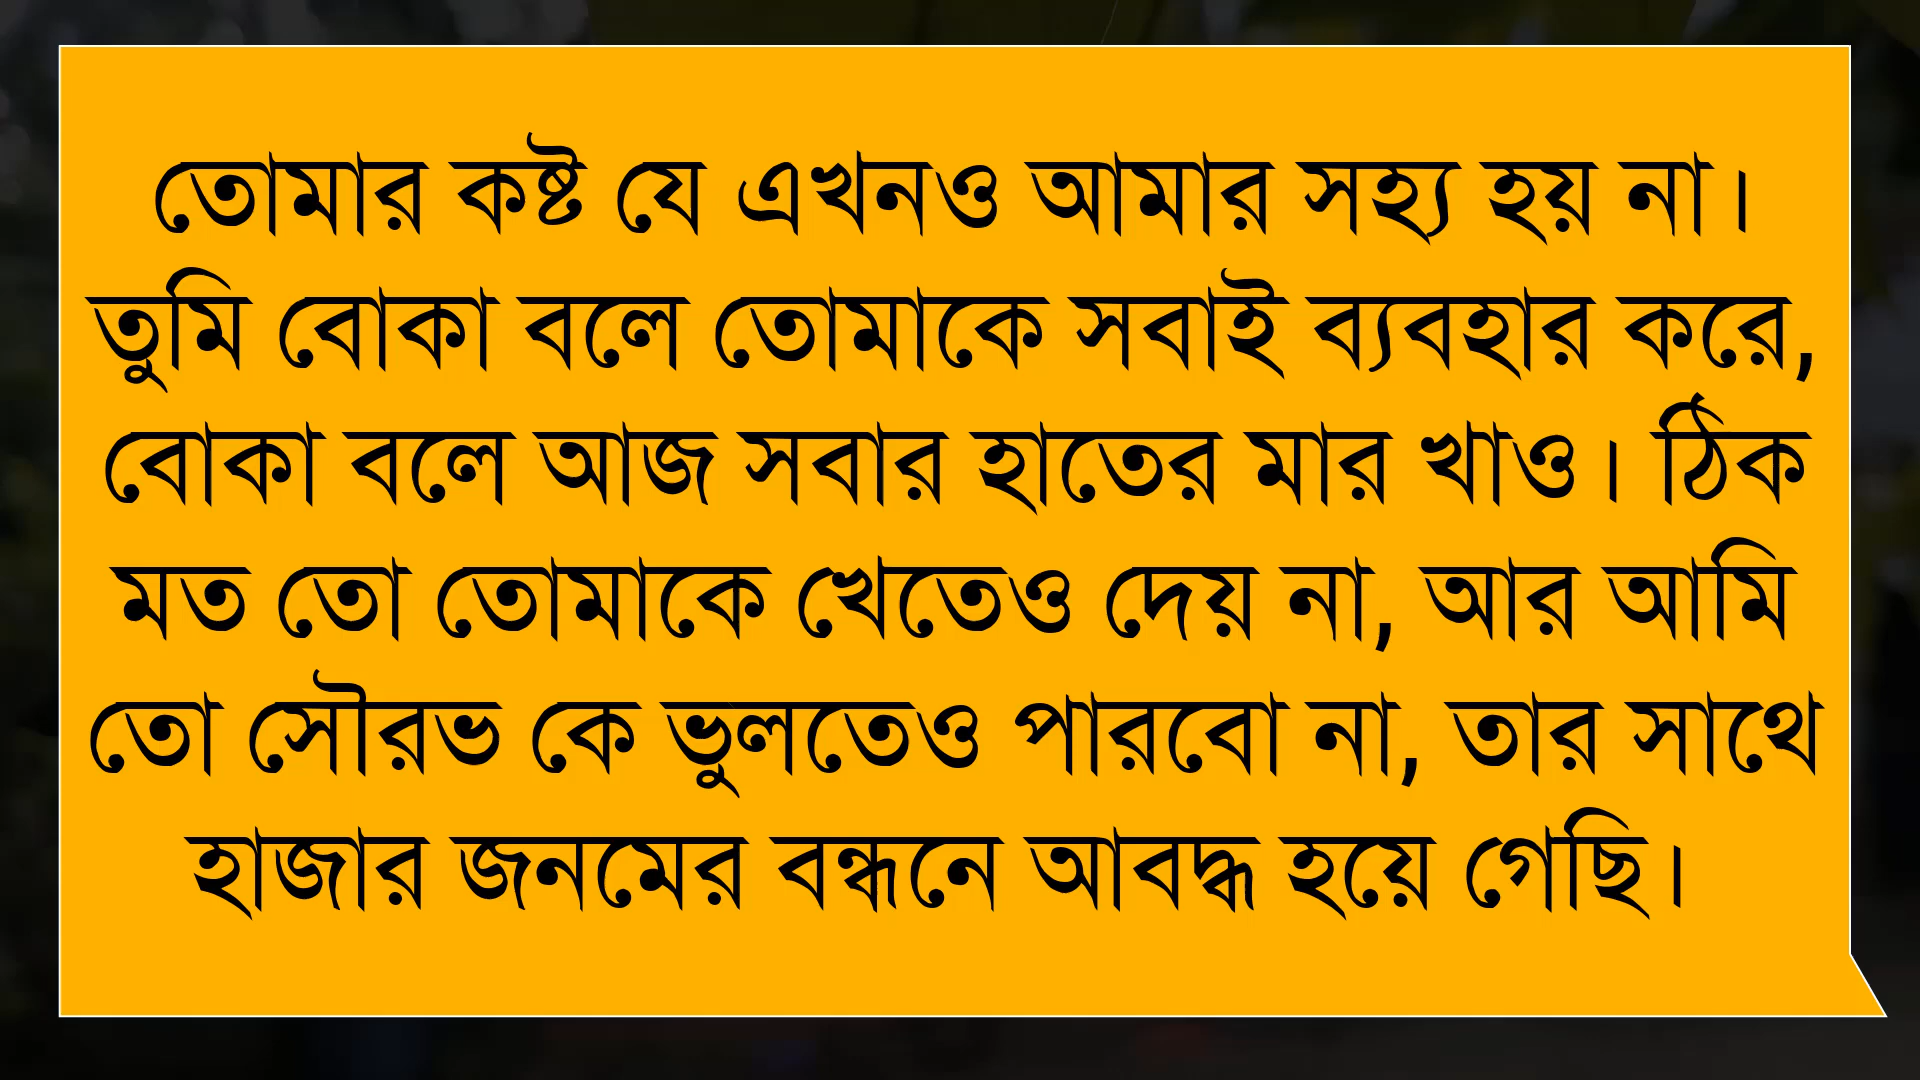 তোমার কষ্ট যে এখনও আমার সহ্য হয় না।
তুমি বোকা বলে তোমাকে সবাই ব্যবহার করে,
বোকা বলে আজ সবার হাতের মার খাও। ঠিক
মত তো তোমাকে খেতেও দেয় না, আর আমি
তো সৌরভ কে ভুলতেও পারবো না, তার সাথে
হাজার জনমের বন্ধনে আবদ্ধ হয়ে গেছি।